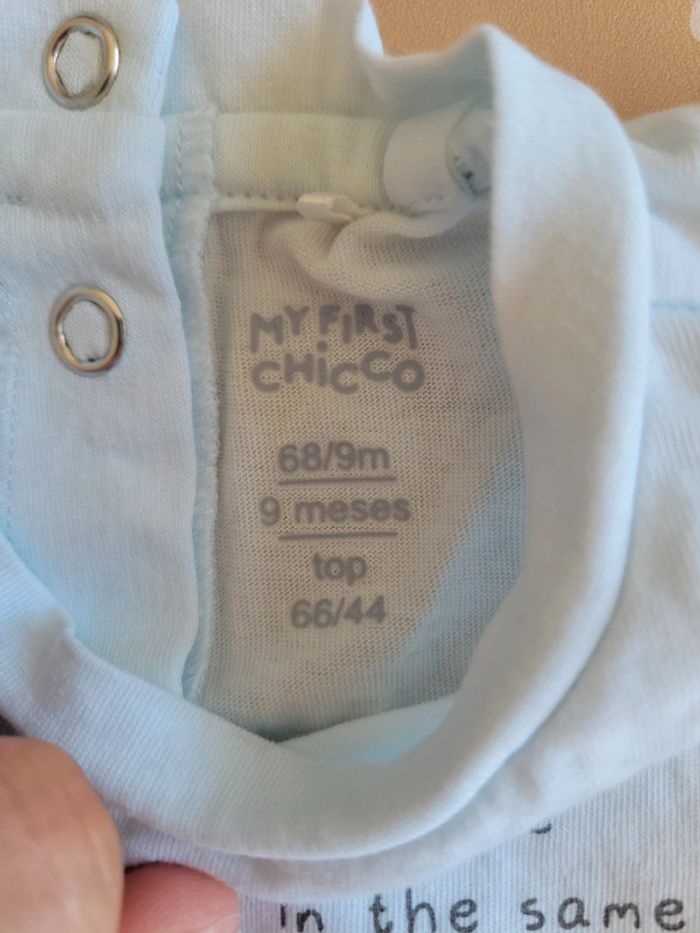 MY FIRST
CHiCCO
68/9m
9 meses
top
66/44
in the same